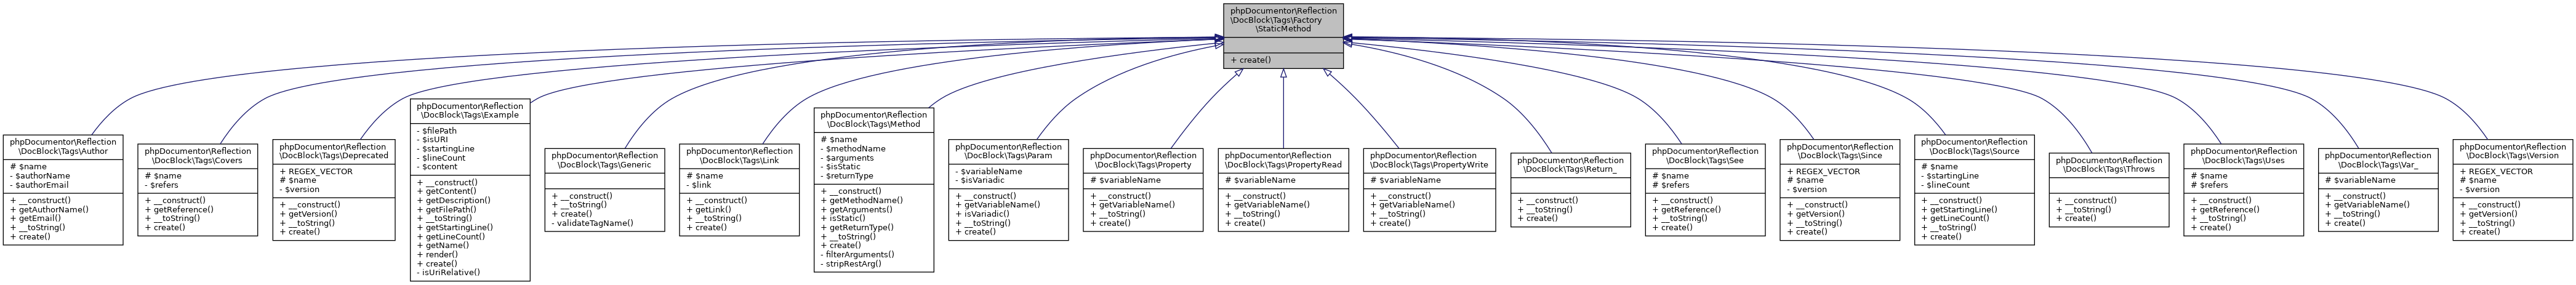 phpDocumentor\Reflection
\DocBlock\Tags\Factory
\StaticMethod
+ create()
phpDocumentor\Reflection
\DocBlock\Tags\Author
# $name
- $authorName
- $authorEmail
+ __construct()
+ getAuthorName()
+ getEmail()
+ __toString()
+ create()
phpDocumentor\Reflection
\DocBlock\Tags\Covers
# $name
- $refers
+ __construct()
+ getReference()
+ __toString()
+ create()
phpDocumentor\Reflection
\DocBlock\Tags\Deprecated
+ REGEX_VECTOR
# $name
- $version
+ __construct()
+ getVersion()
+ __toString()
+ create()
phpDocumentor\Reflection
\DocBlock\Tags\Example
- $filePath
- $isURI
- $startingLine
- $lineCount
- $content
+ __construct()
+ getContent()
+ getDescription()
+ getFilePath()
+ __toString()
+ getStartingLine()
+ getLineCount()
+ getName()
+ render()
+ create()
- isUriRelative()
phpDocumentor\Reflection
\DocBlock\Tags\Generic
+ __construct()
+ __toString()
+ create()
- validateTagName()
phpDocumentor\Reflection
\DocBlock\Tags\Link
# $name
- $link
+ __construct()
+ getLink()
+ __toString()
+ create()
phpDocumentor\Reflection
\DocBlock\Tags\Method
# $name
- $methodName
- $arguments
- $isStatic
- $returnType
+ __construct()
+ getMethodName()
+ getArguments()
+ isStatic()
+ getReturnType()
+ __toString()
+ create()
- filterArguments()
- stripRestArg()
phpDocumentor\Reflection
\DocBlock\Tags\Param
- $variableName
- $isVariadic
+ __construct()
+ getVariableName()
+ isVariadic()
+ __toString()
+ create()
phpDocumentor\Reflection
\DocBlock\Tags\Property
# $variableName
+ __construct()
+ getVariableName()
+ __toString()
+ create()
phpDocumentor\Reflection
\DocBlock\Tags\PropertyRead
# $variableName
+ __construct()
+ getVariableName()
+ __toString()
+ create()
phpDocumentor\Reflection
\DocBlock\Tags\PropertyWrite
# $variableName
+ __construct()
+ getVariableName()
+ __toString()
+ create()
phpDocumentor\Reflection
\DocBlock\Tags\Return_
+ __construct()
+ __toString()
+ create()
phpDocumentor\Reflection
\DocBlock\Tags\See
# $name
# $refers
+ __construct()
+ getReference()
+ __toString()
+ create()
phpDocumentor\Reflection
\DocBlock\Tags\Since
+ REGEX_VECTOR
# $name
- $version
+ __construct()
+ getVersion()
+ __toString()
+ create()
phpDocumentor\Reflection
\DocBlock\Tags\Source
# $name
- $startingLine
- $lineCount
+ __construct()
+ getStartingLine()
+ getLineCount()
+ __toString()
+ create()
phpDocumentor\Reflection
\DocBlock\Tags\Throws
+ __construct()
+ __toString()
+ create()
phpDocumentor\Reflection
\DocBlock\Tags\Uses
# $name
# $refers
+ __construct()
+ getReference()
+ __toString()
+ create()
phpDocumentor\Reflection
\DocBlock\Tags\Var_
# $variableName
+ __construct()
+ getVariableName()
+ __toString()
+ create()
phpDocumentor\Reflection
\DocBlock\Tags\Version
+ REGEX_VECTOR
# $name
- $version
+ __construct()
+ getVersion()
+ __toString()
+ create()